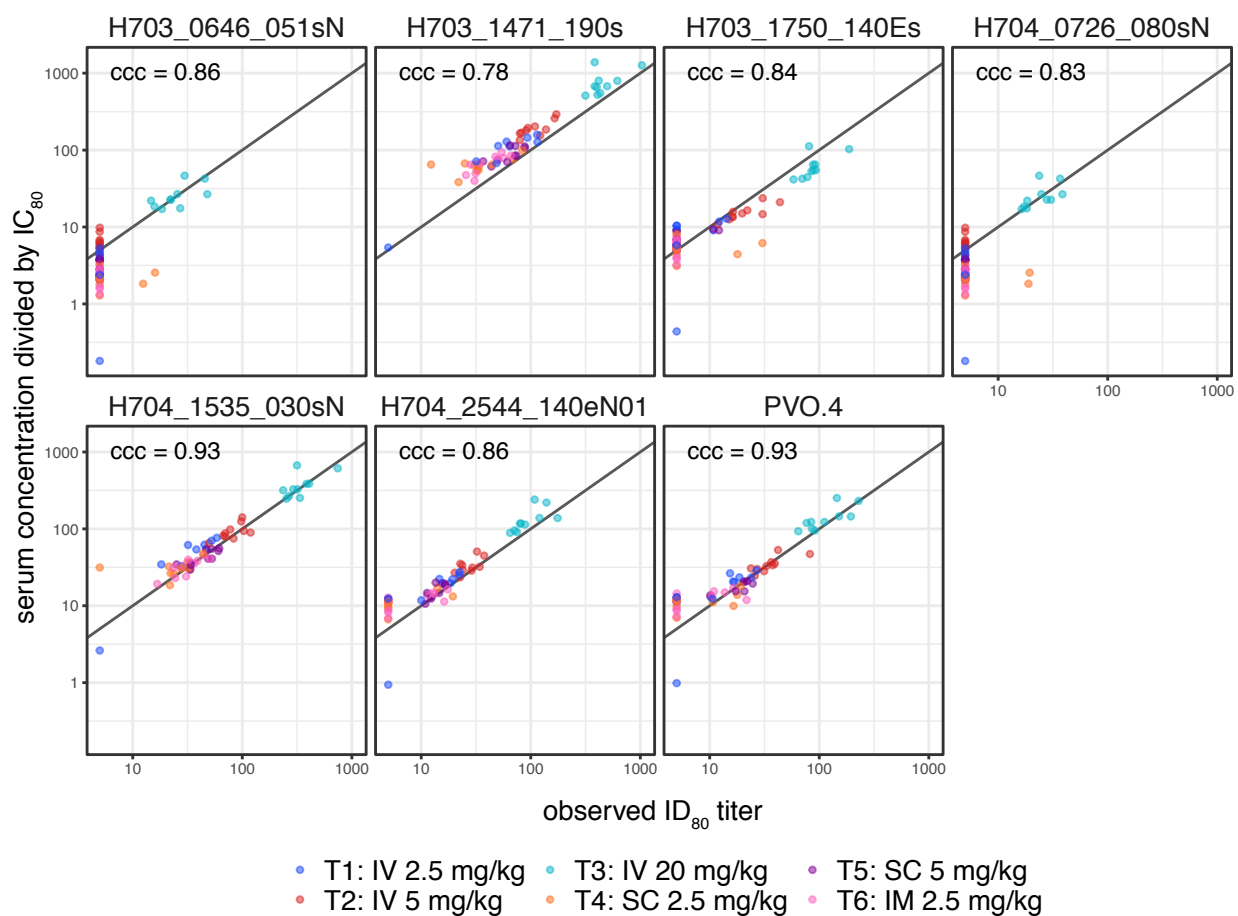 H703_0646_051sN H703_1471_190s H703_1750_140Es H704_0726_080sN
ccc = 0.86 ccc = 0.78 ccc = 0.84 ccc = 0.83
1000
100
10
1
10 100 1000
H704_1535_030sN H704_2544_140eN01 PVO.4
ccc = 0.93 ccc = 0.86 ccc = 0.93
1000
100
10
1
10 100 1000 10 100 1000 10 100 1000
serum concentration divided by IC80
observed ID80 titer
T1: IV 2.5 mg/kg T3: IV 20 mg/kg T5: SC 5 mg/kg
T2: IV 5 mg/kg T4: SC 2.5 mg/kg T6: IM 2.5 mg/kg